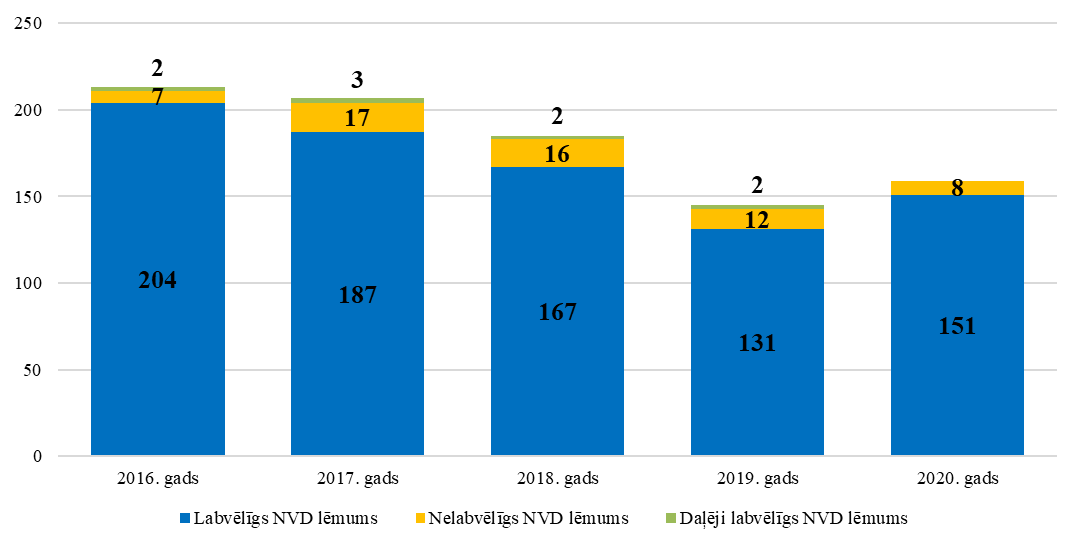 250
200
150
100
50
0
2
7
204
3
17
187
2
16
167
2
12
131
8
151
2016. gads
2017. gads
2018. gads
2019. gads
2020. gads
Labvēlīgs NVD lēmums
Nelabvēlīgs NVD lēmums
Daļēji labvēlīgs NVD lēmums